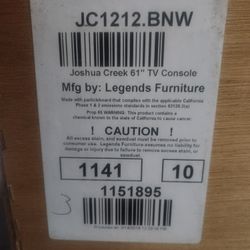 JC1212.BNW
Joshua Creek 61" TV Console
Mfg by: Legends Furniture
Made with particleboard that complies with the applicable California
Phase 1 & 2 emissions standards in section 93120.2(a)
Prop 65 WARNING: This product contains a
chemical known to the state of California to cause cancer.
! CAUTION !
All excess stain, and residual must be removed prior to
consumer use. Legends Furniture assumes no liability for damage
or injury due to failure to remove excess stain, or
residual.
1141
10
1151895
3